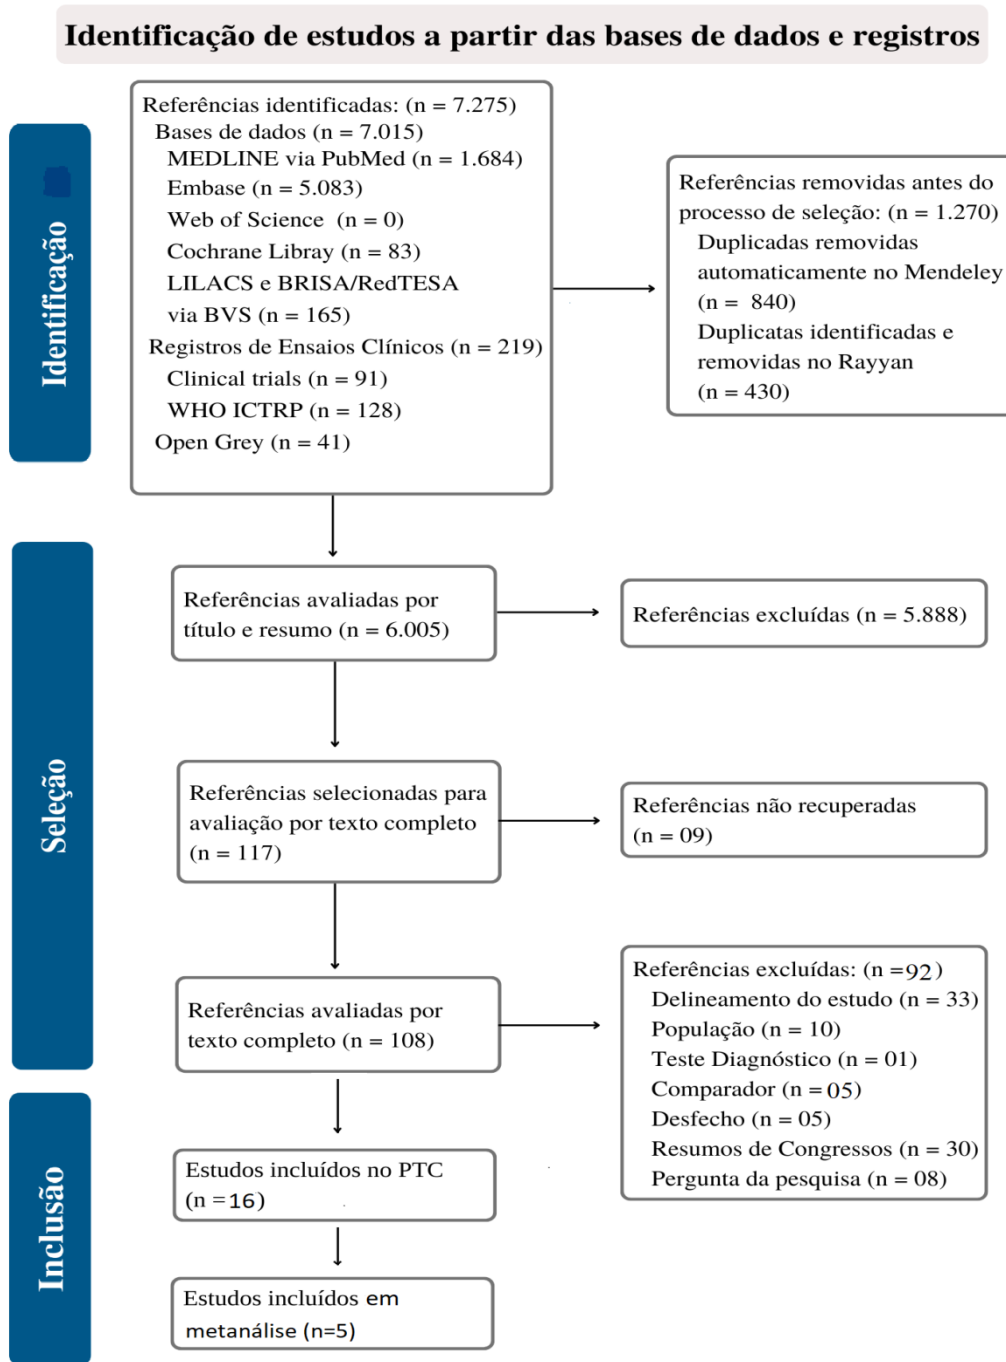 Identificação de estudos a partir das bases de dados e registros
Identificação
Referências identificadas: (n = 7.275)
Bases de dados (n = 7.015)
MEDLINE via PubMed (n = 1.684)
Embase (n = 5.083)
Web of Science (n = 0)
Cochrane Libray (n = 83)
LILACS e BRISA/RedTESA
via BVS (n = 165)
Registros de Ensaios Clínicos (n = 219)
Clinical trials (n = 91)
WHO ICTRP (n = 128)
Open Grey (n = 41)
Referências removidas antes do
processo de seleção: (n = 1.270)
Duplicadas removidas
automaticamente no Mendeley
(n = 840)
Duplicatas identificadas e
removidas no Rayyan
(n = 430)
Seleção
Referências avaliadas por
título e resumo (n = 6.005)
Referências excluídas (n = 5.888)
Referências selecionadas para
avaliação por texto completo
(n = 117)
Referências não recuperadas
(n = 09)
Referências avaliadas por
texto completo (n = 108)
Referências excluídas: (n =92)
Delineamento do estudo (n = 33)
População (n = 10)
Teste Diagnóstico (n = 01)
Comparador (n = 05)
Desfecho (n = 05)
Resumos de Congressos (n = 30)
Pergunta da pesquisa (n = 08)
Inclusão
Estudos incluídos no PTC
(n =16)
Estudos incluídos em
metanálise (n=5)